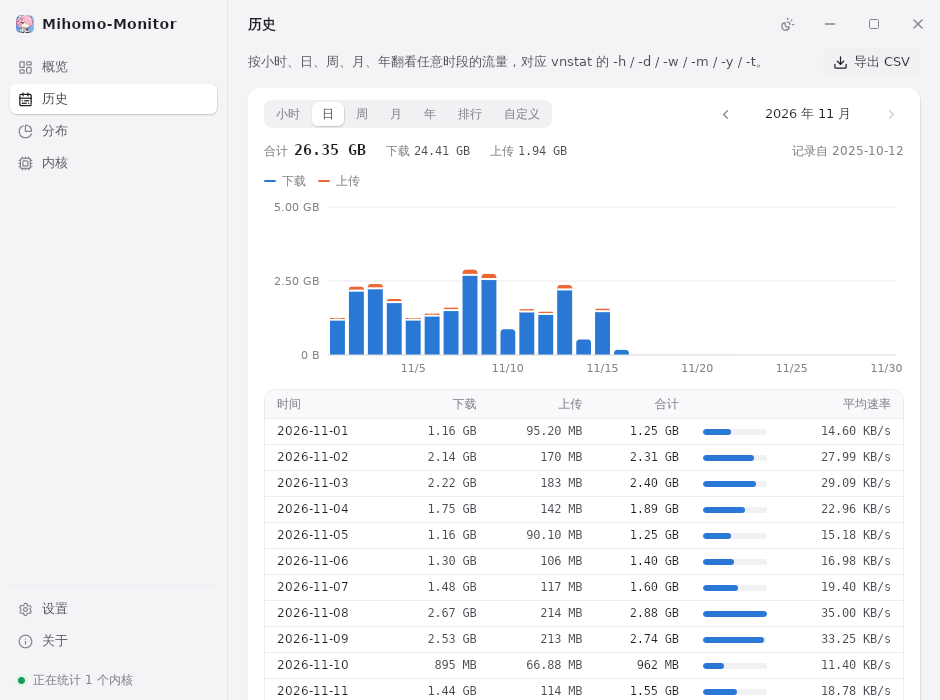 Mihomo-Monitor
概览
历史
分布
内核
设置
关于
正在统计 1 个内核
历史
按小时、日、周、月、年翻看任意时段的流量，对应 vnstat 的 -h / -d / -w / -m / -y / -t。
导出 CSV
小时 日 周 月 年 排行 自定义
2026 年 11 月
合计 26.35 GB 下载 24.41 GB 上传 1.94 GB
记录自 2025-10-12
下载 上传
5.00 GB
2.50 GB
0 B
11/5 11/10 11/15 11/20 11/25 11/30
时间 下载 上传 合计 平均速率
2026-11-01 1.16 GB 95.20 MB 1.25 GB 14.60 KB/s
2026-11-02 2.14 GB 170 MB 2.31 GB 27.99 KB/s
2026-11-03 2.22 GB 183 MB 2.40 GB 29.09 KB/s
2026-11-04 1.75 GB 142 MB 1.89 GB 22.96 KB/s
2026-11-05 1.16 GB 90.10 MB 1.25 GB 15.18 KB/s
2026-11-06 1.30 GB 106 MB 1.40 GB 16.98 KB/s
2026-11-07 1.48 GB 117 MB 1.60 GB 19.40 KB/s
2026-11-08 2.67 GB 214 MB 2.88 GB 35.00 KB/s
2026-11-09 2.53 GB 213 MB 2.74 GB 33.25 KB/s
2026-11-10 895 MB 66.88 MB 962 MB 11.40 KB/s
2026-11-11 1.44 GB 114 MB 1.55 GB 18.78 KB/s